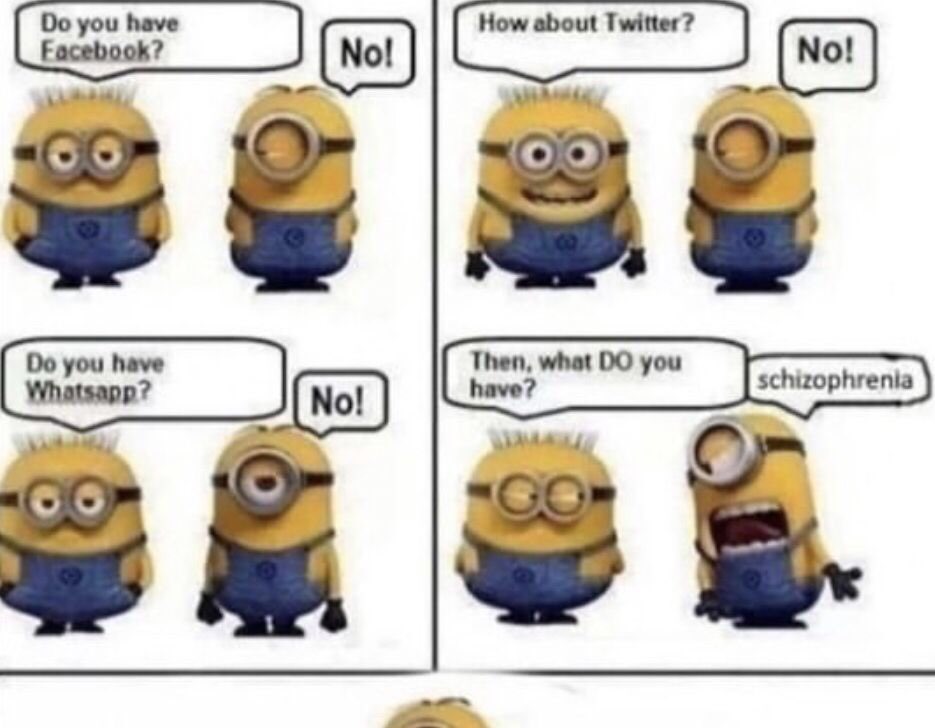 Do you have
Facebook?
No!
How about Twitter?
No!
Do you have
Whatsapp?
No!
Then, what DO you
have?
schizophrenia